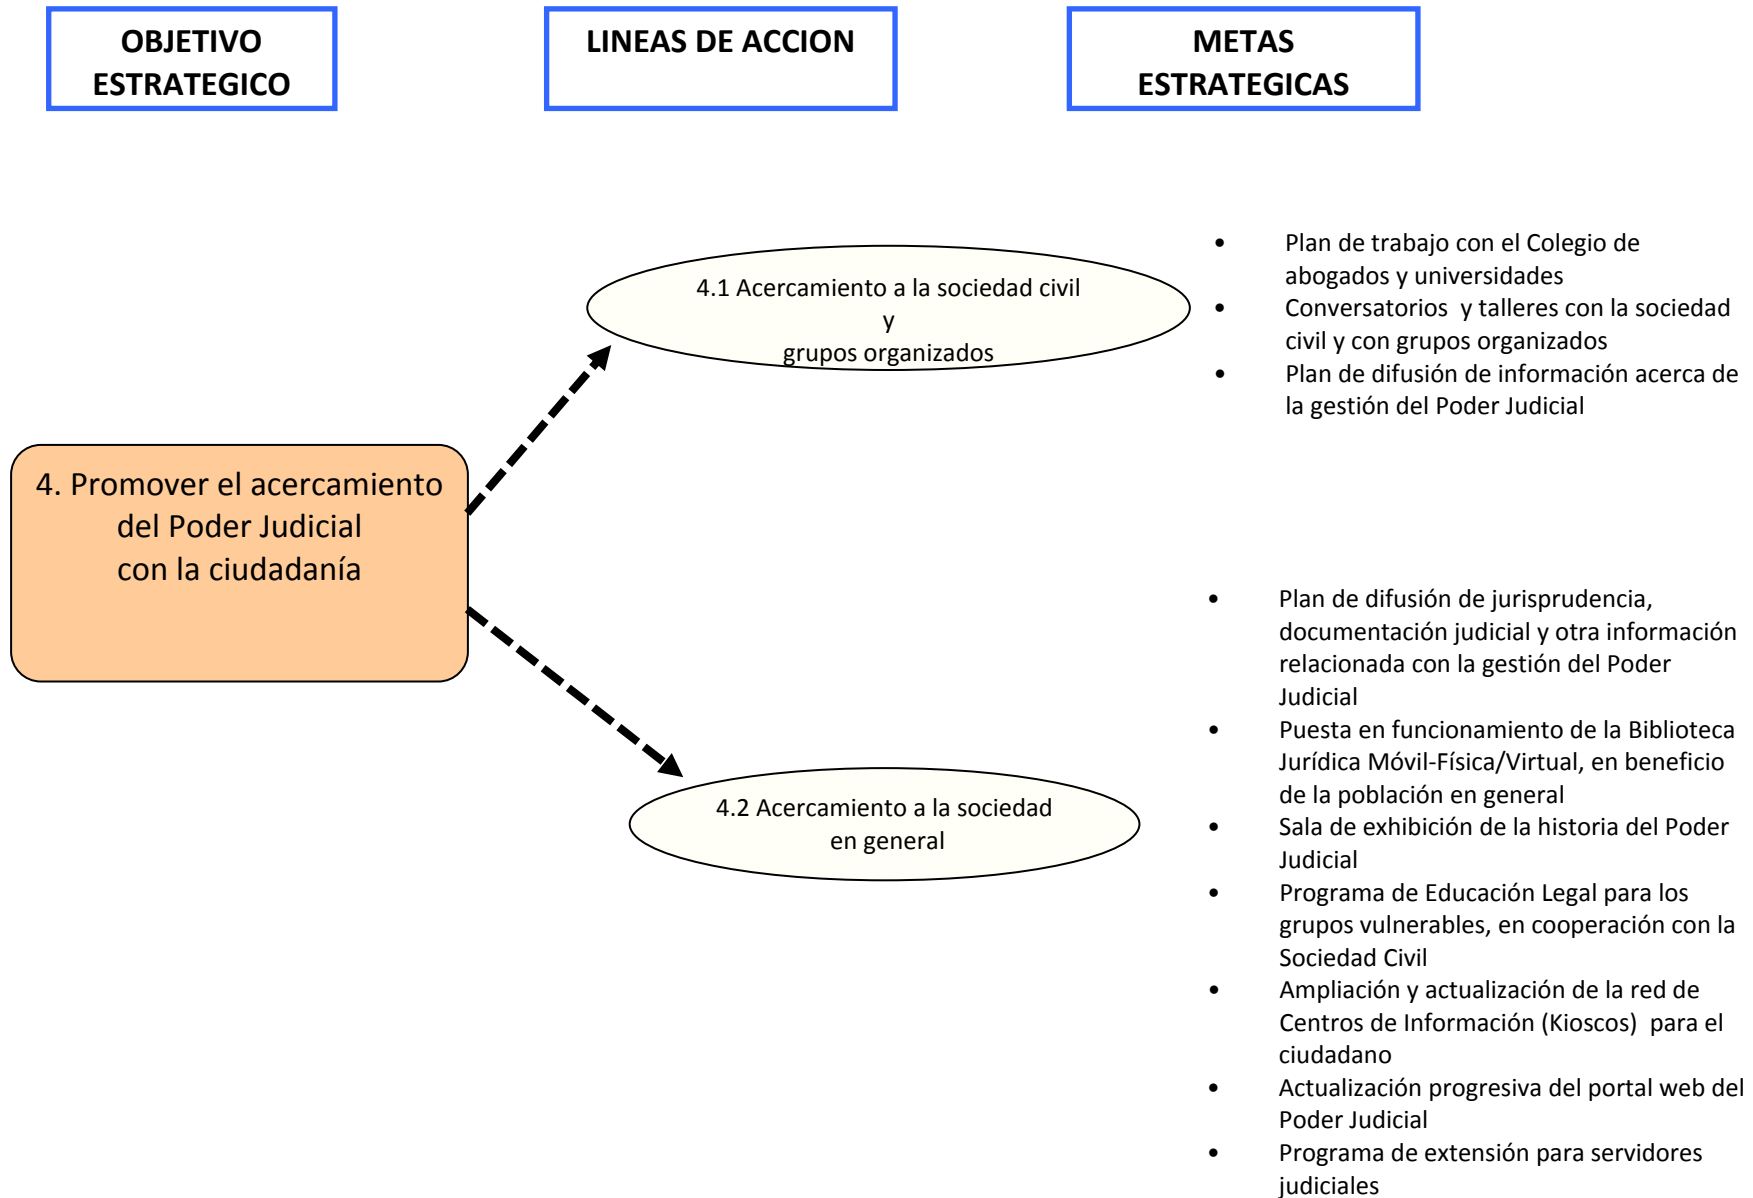 OBJETIVO
ESTRATEGICO
LINEAS DE ACCION
METAS
ESTRATEGICAS
4. Promover el acercamiento
del Poder Judicial
con la ciudadanía
4.1 Acercamiento a la sociedad civil
y
grupos organizados
• Plan de trabajo con el Colegio de
abogados y universidades
• Conversatorios y talleres con la sociedad
civil y con grupos organizados
• Plan de difusión de información acerca de
la gestión del Poder Judicial
4.2 Acercamiento a la sociedad
en general
• Plan de difusión de jurisprudencia,
documentación judicial y otra información
relacionada con la gestión del Poder
Judicial
• Puesta en funcionamiento de la Biblioteca
Jurídica Móvil-Física/Virtual, en beneficio
de la población en general
• Sala de exhibición de la historia del Poder
Judicial
• Programa de Educación Legal para los
grupos vulnerables, en cooperación con la
Sociedad Civil
• Ampliación y actualización de la red de
Centros de Información (Kioscos) para el
ciudadano
• Actualización progresiva del portal web del
Poder Judicial
• Programa de extensión para servidores
judiciales